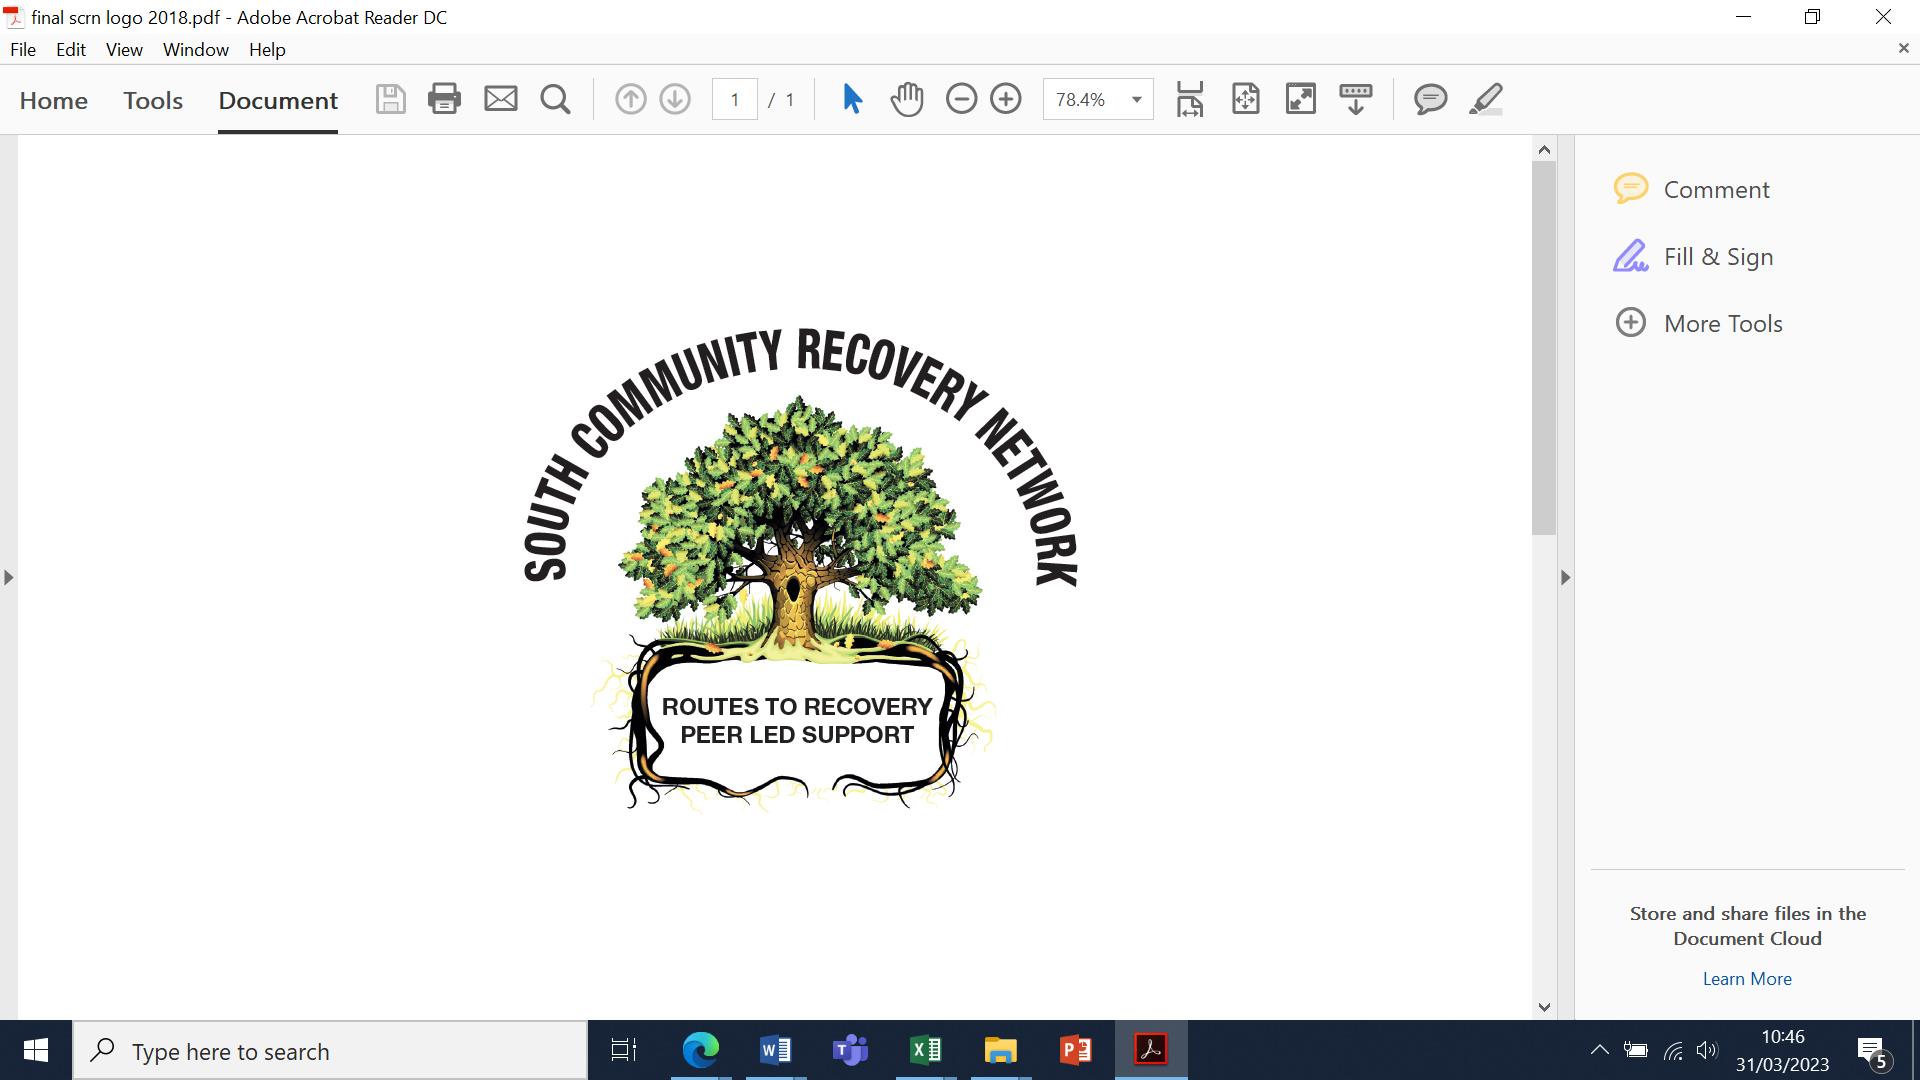 final scrn logo 2018.pdf - Adobe Acrobat Reader DC
File Edit View Window Help
Home Tools Document 1 / 1 78.4%
SOUTH COMMUNITY RECOVERY NETWORK
ROUTES TO RECOVERY
PEER LED SUPPORT
Comment
Fill & Sign
More Tools
Store and share files in the
Document Cloud
Learn More
Type here to search
10:46
31/03/2023
5